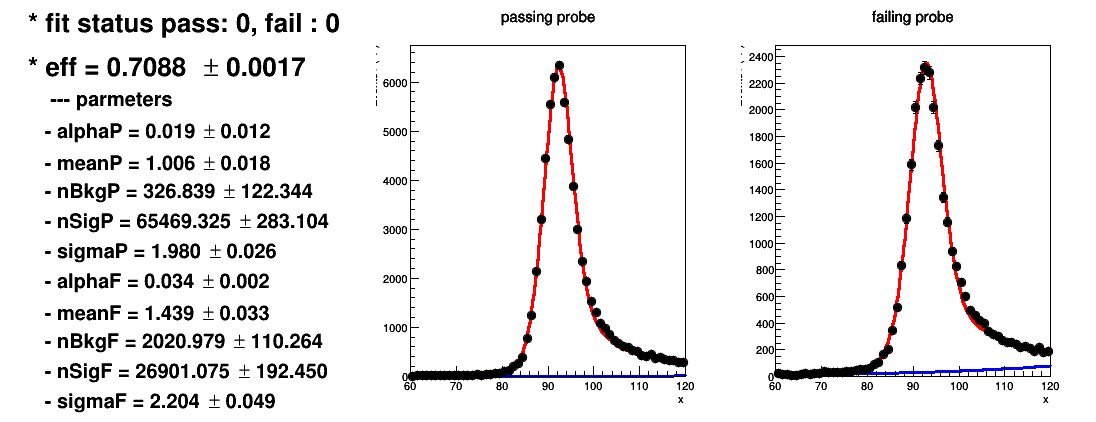 * fit status pass: 0, fail : 0
* eff = 0.7088 ± 0.0017
--- parmeters
- alphaP = 0.019 ± 0.012
- meanP = 1.006 ± 0.018
- nBkgP = 326.839 ± 122.344
- nSigP = 65469.325 ± 283.104
- sigmaP = 1.980 ± 0.026
- alphaF = 0.034 ± 0.002
- meanF = 1.439 ± 0.033
- nBkgF = 2020.979 ± 110.264
- nSigF = 26901.075 ± 192.450
- sigmaF = 2.204 ± 0.049
passing probe
6000
5000
4000
3000
2000
1000
0
60 70 80 90 100 110 120
x
failing probe
2400
2200
2000
1800
1600
1400
1200
1000
800
600
400
200
0
60 70 80 90 100 110 120
x